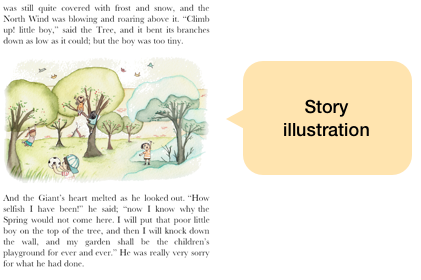 was still quite covered with frost and snow, and the
North Wind was blowing and roaring above it. “Climb
up! little boy,” said the Tree, and it bent its branches
down as low as it could; but the boy was too tiny.
Story
illustration
And the Giant’s heart melted as he looked out. “How
selfish I have been!” he said; “now I know why the
Spring would not come here. I will put that poor little
boy on the top of the tree, and then I will knock down
the wall, and my garden shall be the children’s
playground for ever and ever.” He was really very sorry
for what he had done.